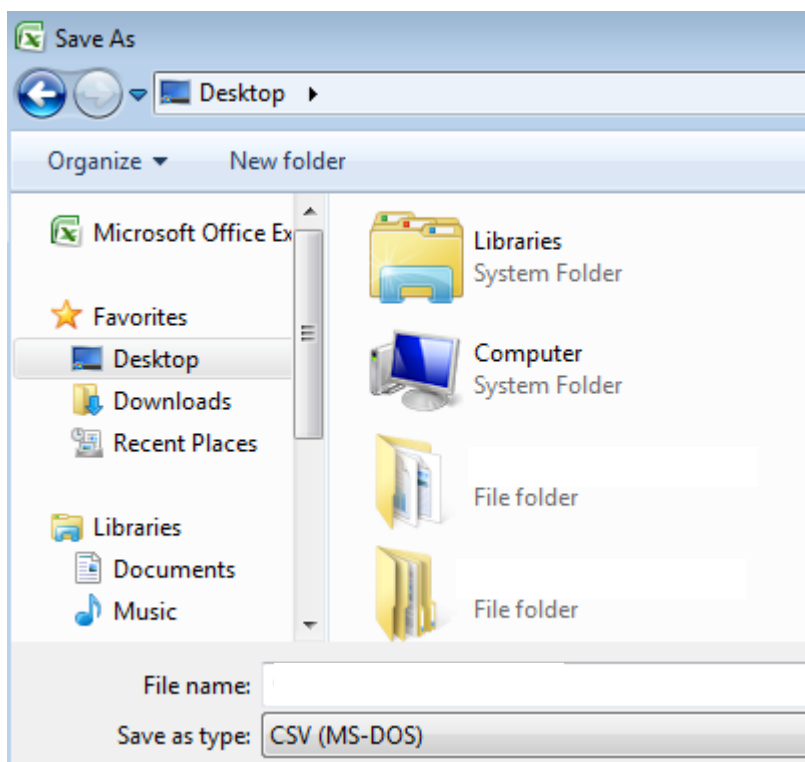 Save As
Desktop
Organize
New folder
Microsoft Office Ex
Favorites
Desktop
Downloads
Recent Places
Libraries
Documents
Music
Libraries
System Folder
Computer
System Folder
File folder
File folder
File name:
Save as type: CSV (MS-DOS)